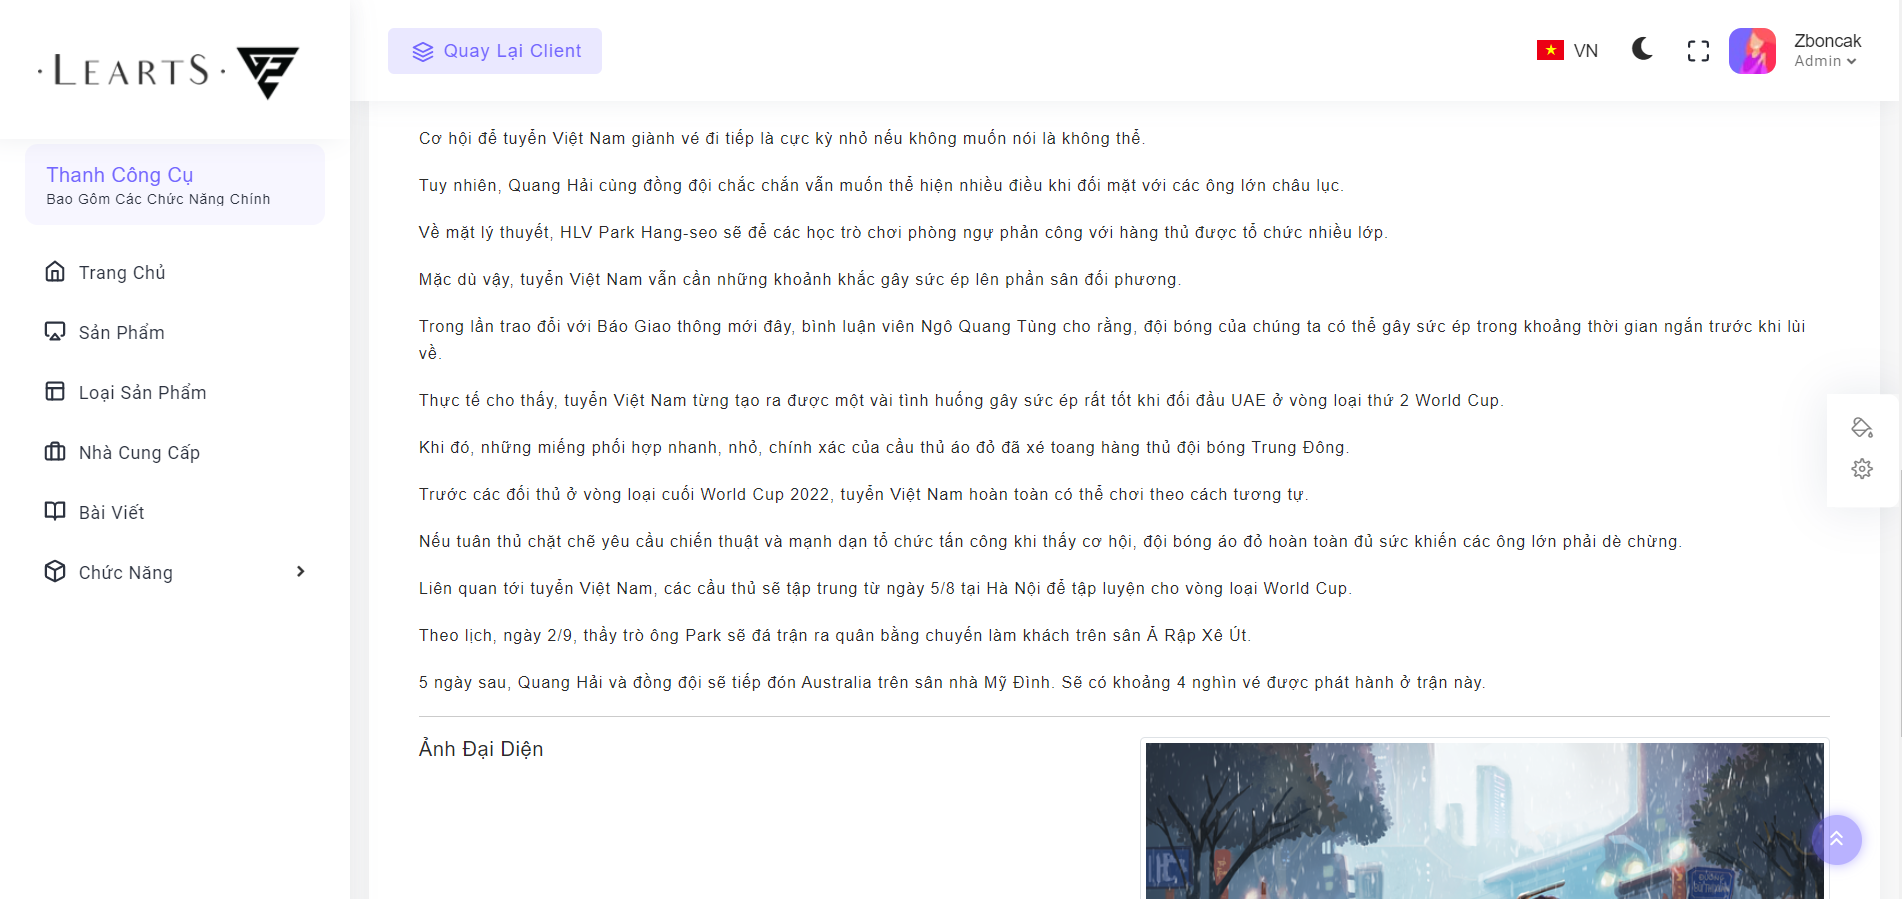 · LEARTS ·
Thanh Công Cụ
Bao Gồm Các Chức Năng Chính
Trang Chủ
Sản Phẩm
Loại Sản Phẩm
Nhà Cung Cấp
Bài Viết
Chức Năng
Quay Lại Client
VN
Zboncak
Admin
Cơ hội để tuyển Việt Nam giành vé đi tiếp là cực kỳ nhỏ nếu không muốn nói là không thể.
Tuy nhiên, Quang Hải cùng đồng đội chắc chắn vẫn muốn thể hiện nhiều điều khi đối mặt với các ông lớn châu lục.
Về mặt lý thuyết, HLV Park Hang-seo sẽ để các học trò chơi phòng ngự phản công với hàng thủ được tổ chức nhiều lớp.
Mặc dù vậy, tuyển Việt Nam vẫn cần những khoảnh khắc gây sức ép lên phần sân đối phương.
Trong lần trao đổi với Báo Giao thông mới đây, bình luận viên Ngô Quang Tùng cho rằng, đội bóng của chúng ta có thể gây sức ép trong khoảng thời gian ngắn trước khi lùi
về.
Thực tế cho thấy, tuyển Việt Nam từng tạo ra được một vài tình huống gây sức ép rất tốt khi đối đầu UAE ở vòng loại thứ 2 World Cup.
Khi đó, những miếng phối hợp nhanh, nhỏ, chính xác của cầu thủ áo đỏ đã xé toang hàng thủ đội bóng Trung Đông.
Trước các đối thủ ở vòng loại cuối World Cup 2022, tuyển Việt Nam hoàn toàn có thể chơi theo cách tương tự.
Nếu tuân thủ chặt chẽ yêu cầu chiến thuật và mạnh dạn tổ chức tấn công khi thấy cơ hội, đội bóng áo đỏ hoàn toàn đủ sức khiến các ông lớn phải dè chừng.
Liên quan tới tuyển Việt Nam, các cầu thủ sẽ tập trung từ ngày 5/8 tại Hà Nội để tập luyện cho vòng loại World Cup.
Theo lịch, ngày 2/9, thầy trò ông Park sẽ đá trận ra quân bằng chuyến làm khách trên sân Ả Rập Xê Út.
5 ngày sau, Quang Hải và đồng đội sẽ tiếp đón Australia trên sân nhà Mỹ Đình. Sẽ có khoảng 4 nghìn vé được phát hành ở trận này.
Ảnh Đại Diện
ĐƯỜNG